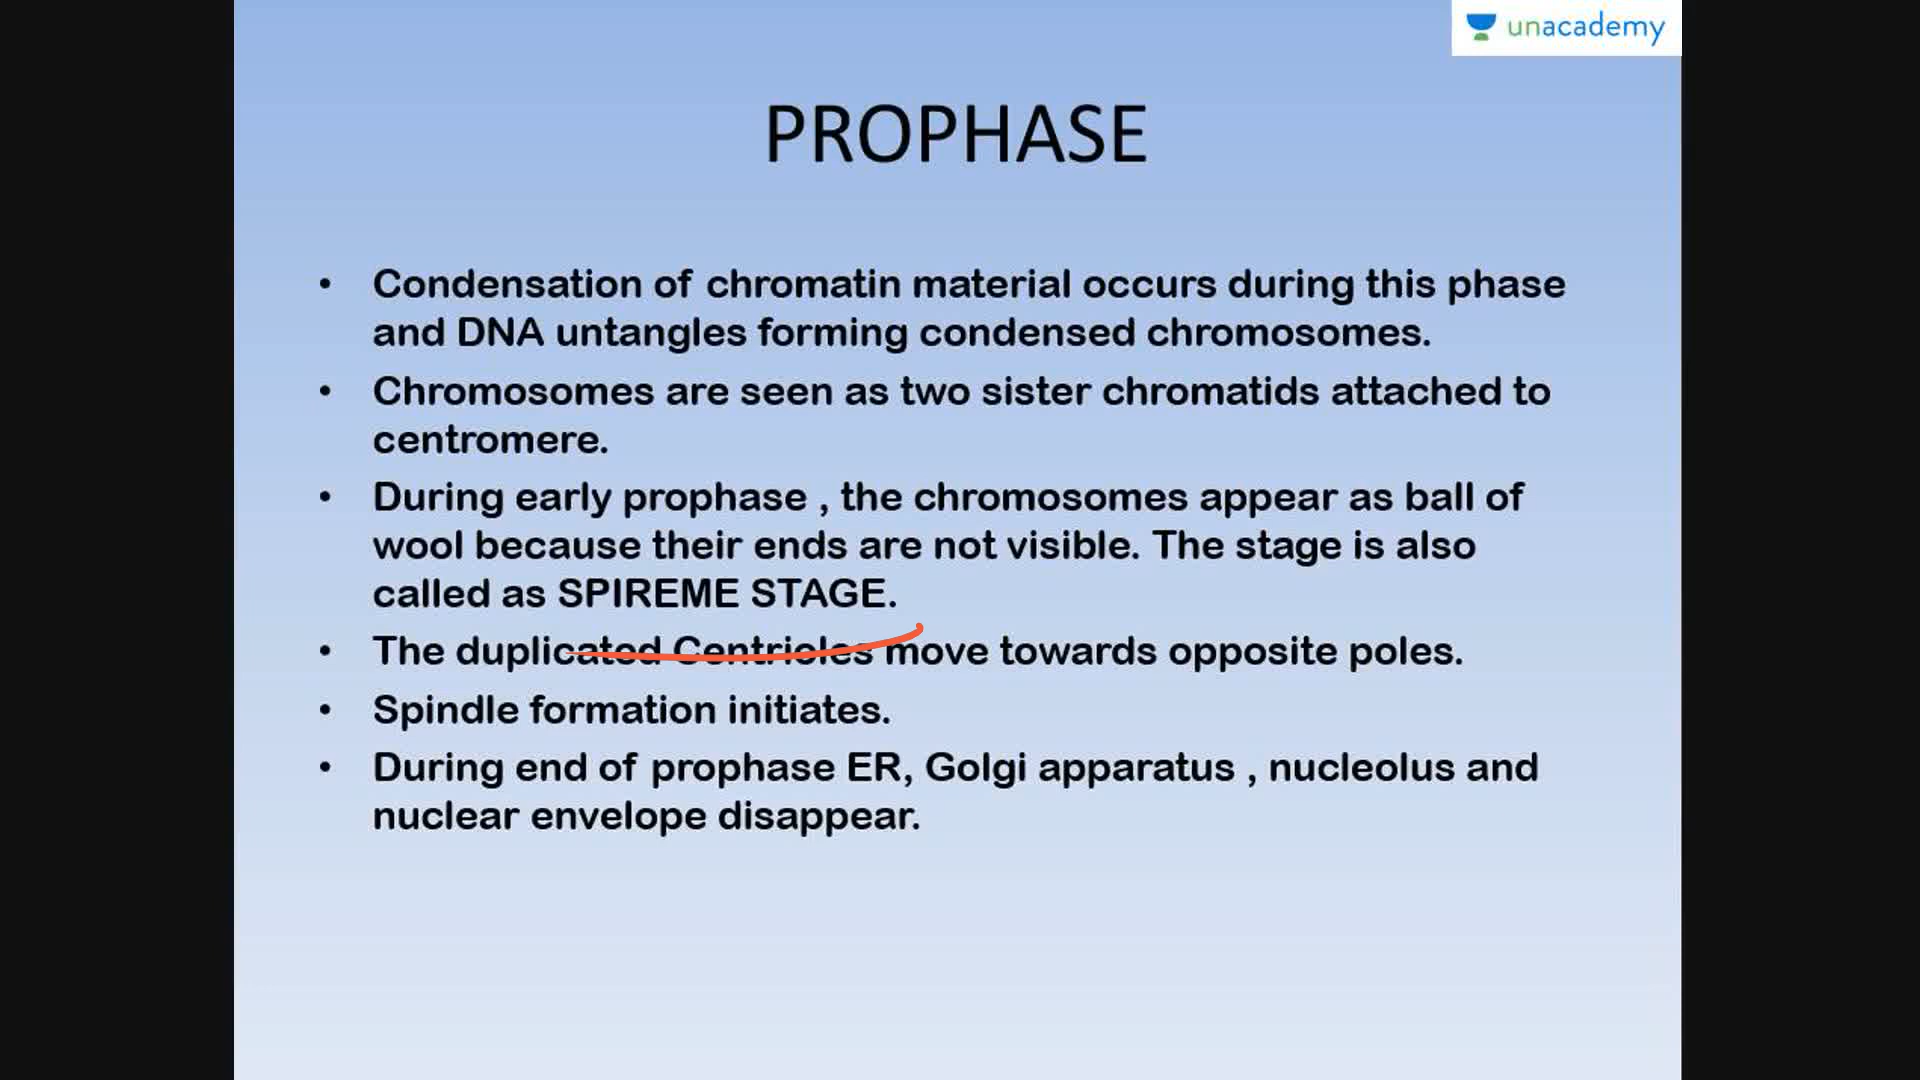 unacademy
PROPHASE
• Condensation of chromatin material occurs during this phase
and DNA untangles forming condensed chromosomes.
• Chromosomes are seen as two sister chromatids attached to
centromere.
• During early prophase , the chromosomes appear as ball of
wool because their ends are not visible. The stage is also
called as SPIREME STAGE.
• The duplicated Centrioles move towards opposite poles.
• Spindle formation initiates.
• During end of prophase ER, Golgi apparatus , nucleolus and
nuclear envelope disappear.